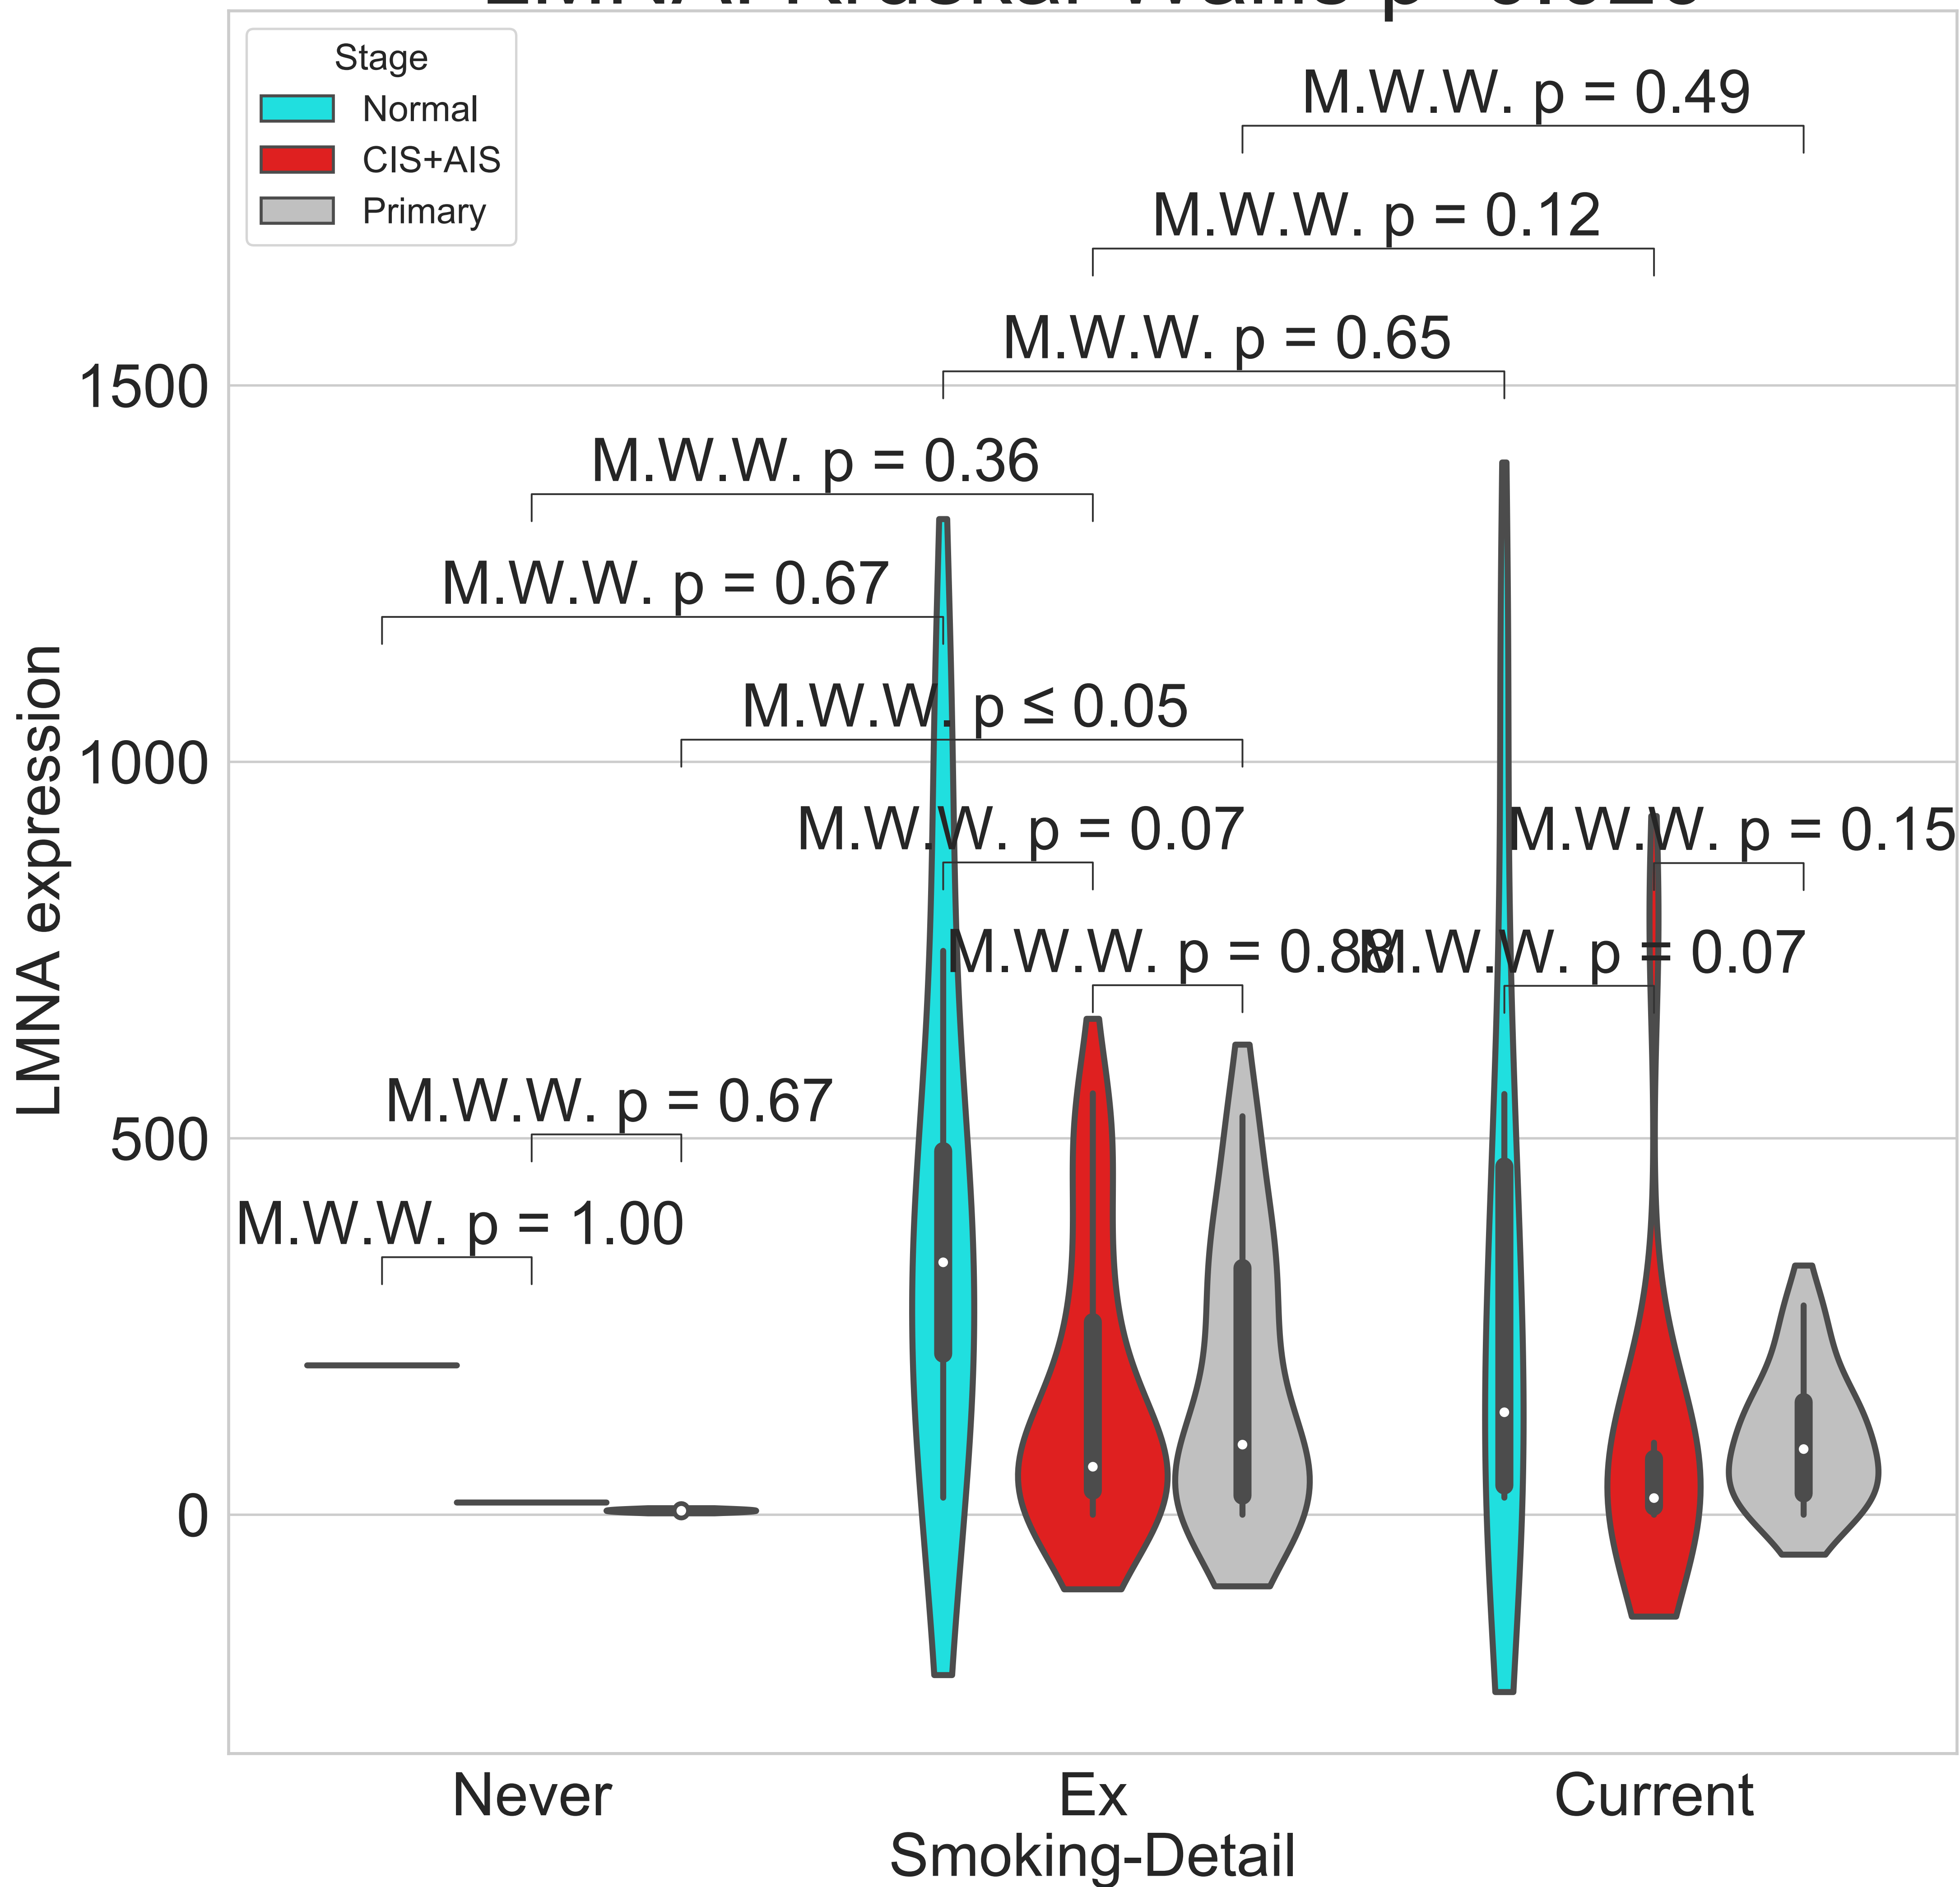 Stage
Normal
CIS+AIS
Primary
M.W.W. p = 0.49
M.W.W. p = 0.12
M.W.W. p = 0.65
1500
M.W.W. p = 0.36
M.W.W. p = 0.67
M.W.W. p ≤ 0.05
1000
M.W.W. p = 0.07
M.W.W. p = 0.15
M.W.W. p = 0.88
M.W.W. p = 0.07
M.W.W. p = 0.67
500
M.W.W. p = 1.00
0
LMNA expression
Never
Ex
Current
Smoking-Detail